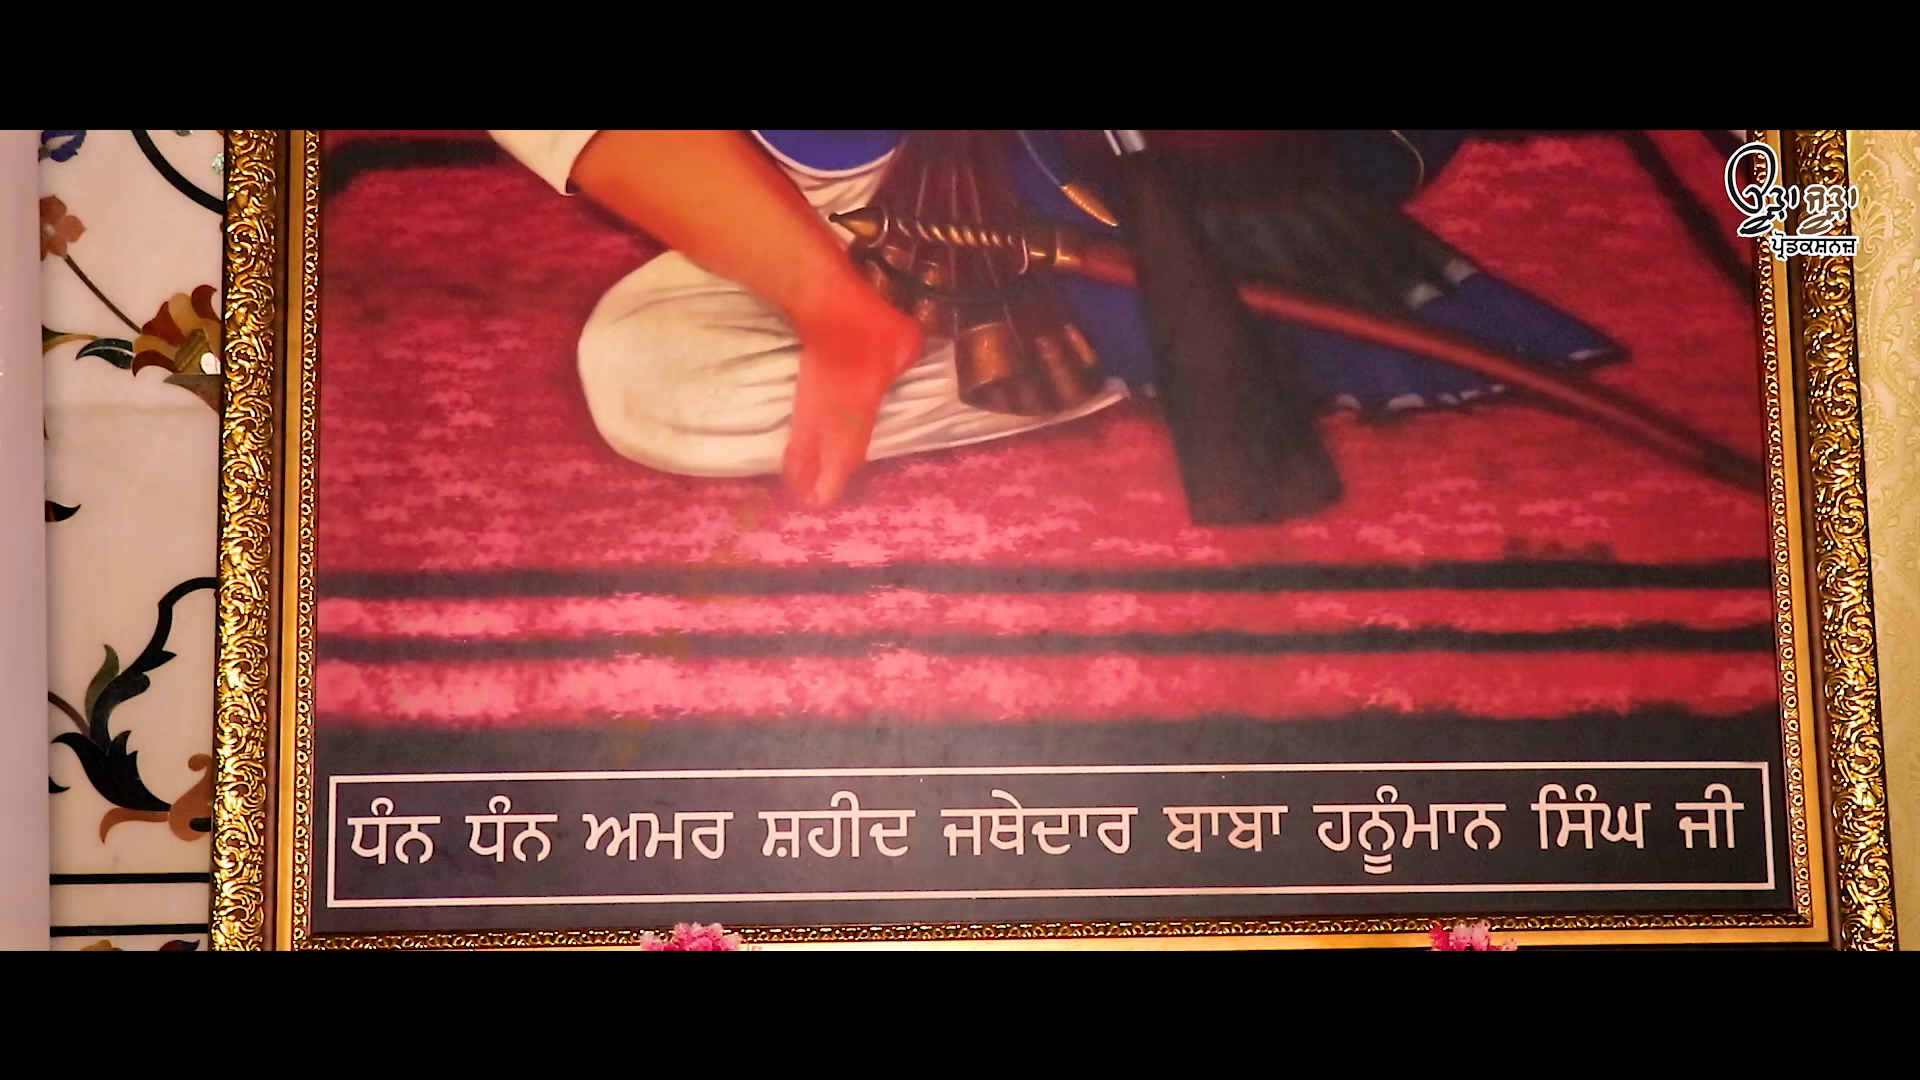 ੳੂੜਾ ਜੂੜਾ
ਪ੍ਰੋਡਕਸ਼ਨਜ਼
ਧੰਨ ਧੰਨ ਅਮਰ ਸ਼ਹੀਦ ਜਥੇਦਾਰ ਬਾਬਾ ਹਨੂੰਮਾਨ ਸਿੰਘ ਜੀ